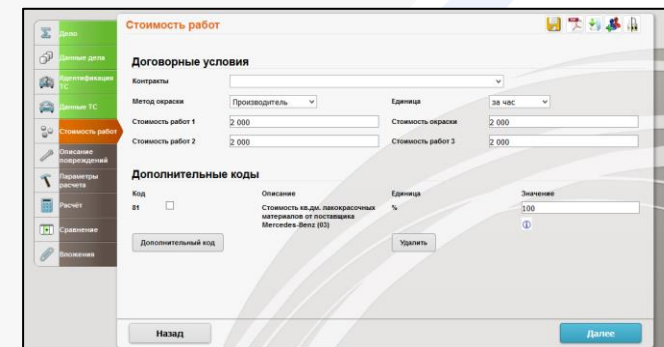 Дело
Данные дела
Идентификация
ТС
Данные ТС
Стоимость работ
Описание
повреждений
Параметры
расчета
Расчёт
Сравнение
Вложения
Стоимость работ
Договорные условия
Контракты
Метод окраски Производитель Единица за час
Стоимость работ 1 2 000 Стоимость окраски 2 000
Стоимость работ 2 2 000 Стоимость работ 3 2 000
Дополнительные коды
Код Описание Единица Значение
81 Стоимость кв.дм. лакокрасочных % 100
материалов от поставщика
Mercedes-Benz (03)
Дополнительный код Удалить
Назад Далее